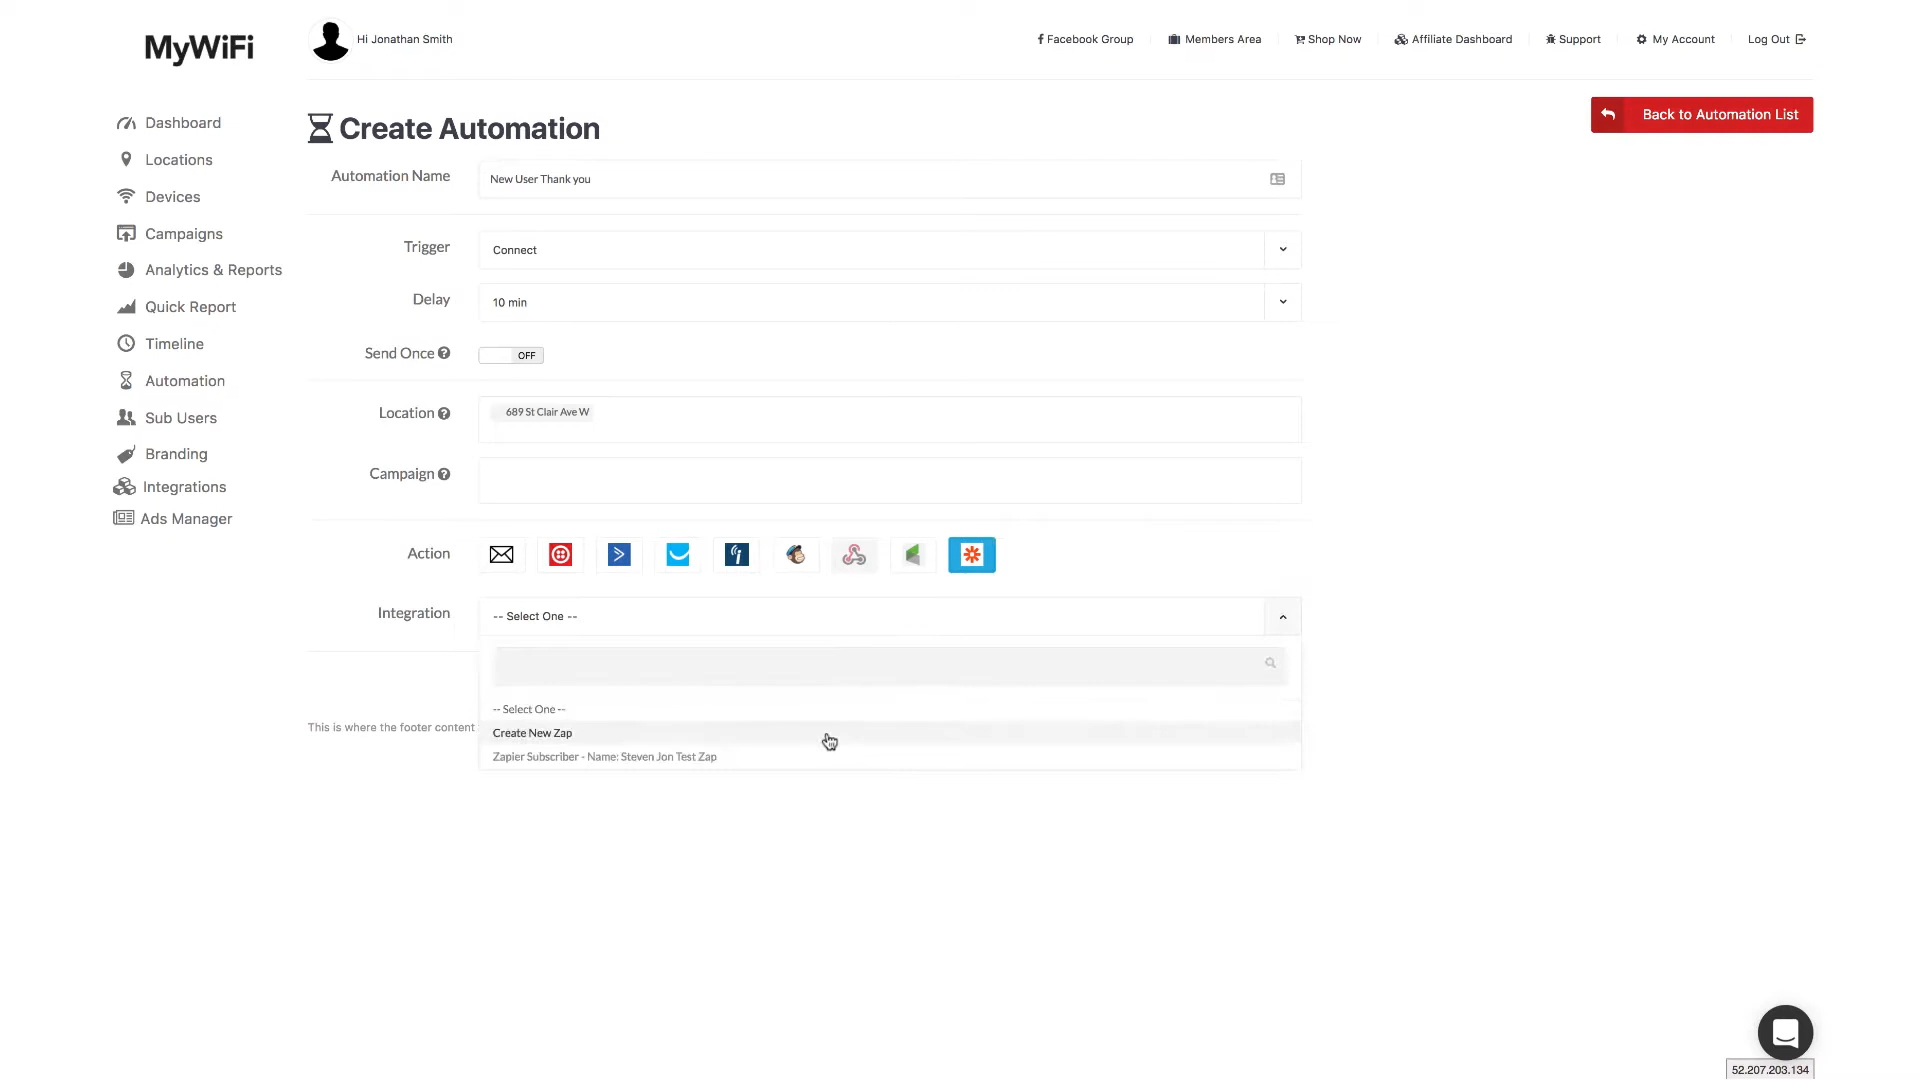 MyWiFi
Hi Jonathan Smith
Facebook Group
Members Area
Shop Now
Affiliate Dashboard
Support
My Account
Log Out
Dashboard
Locations
Devices
Campaigns
Analytics & Reports
Quick Report
Timeline
Automation
Sub Users
Branding
Integrations
Ads Manager
Create Automation
Back to Automation List
Automation Name
New User Thank you
Trigger
Connect
Delay
10 min
Send Once
OFF
Location
689 St Clair Ave W
Campaign
Action
Integration
-- Select One --
-- Select One --
Create New Zap
Zapier Subscriber - Name: Steven Jon Test Zap
This is where the footer content
52.207.203.134